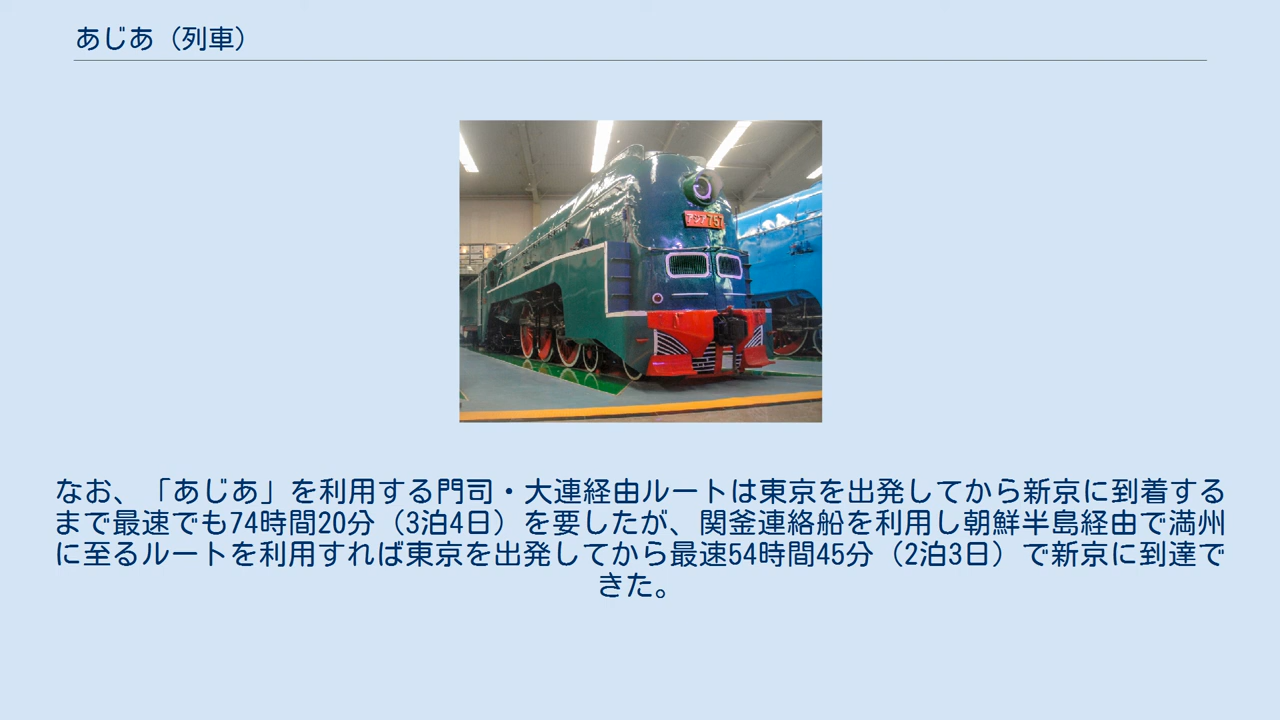 あじあ（列車）
アジア 757
なお、「あじあ」を利用する門司・大連経由ルートは東京を出発してから新京に到着する
まで最速でも74時間20分（3泊4日）を要したが、関釜連絡船を利用し朝鮮半島経由で満州
に至るルートを利用すれば東京を出発してから最速54時間45分（2泊3日）で新京に到達で
きた。